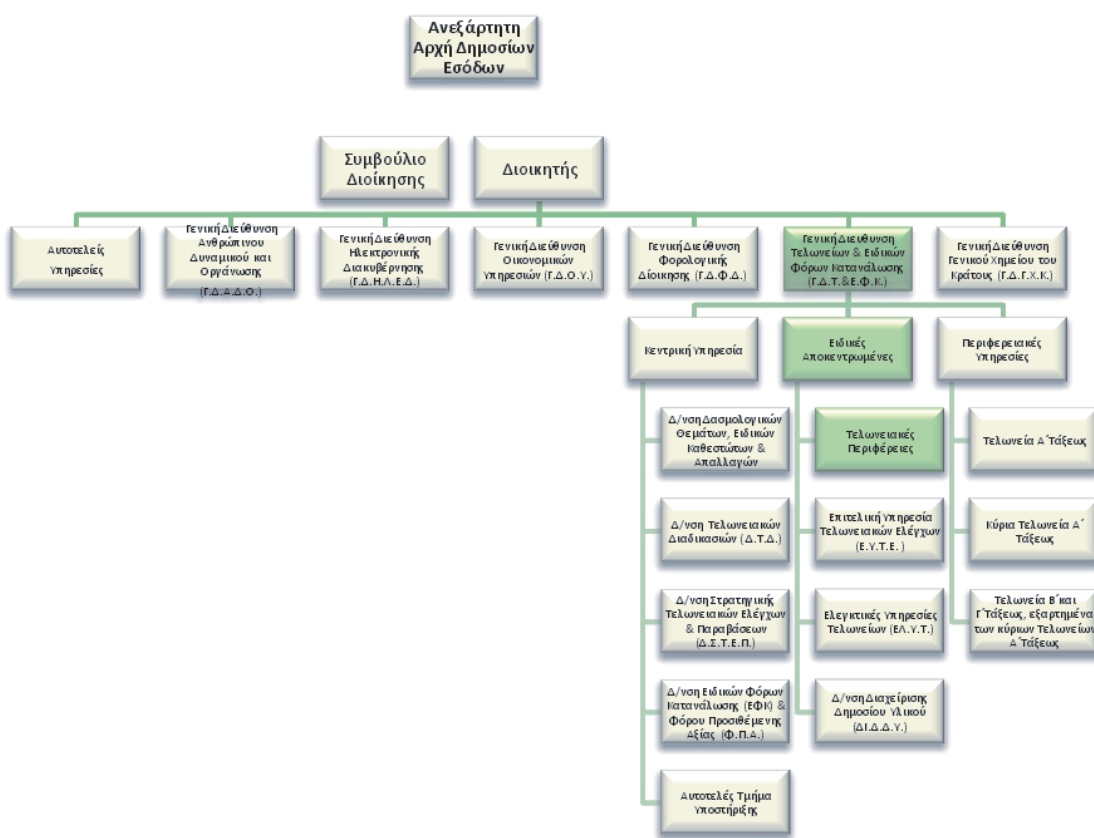 Ανεξάρτητη
Αρχή Δημοσίων
Εσόδων
Συμβούλιο
Διοίκησης
Διοικητής
Αυτοτελείς
Υπηρεσίες
Γενική Διεύθυνση
Ανθρώπινου
Δυναμικού και
Οργάνωσης
(Γ.Δ.Α.Δ.Ο.)
Γενική Διεύθυνση
Ηλεκτρονικής
Διακυβέρνησης
(Γ.Δ.Η.Λ.Ε.Δ.)
Γενική Διεύθυνση
Οικονομικών
Υπηρεσιών (Γ.Δ.Ο.Υ.)
Γενική Διεύθυνση
Φορολογικής
Δίοικησης (Γ.Δ.Φ.Δ.)
Γενική Διευθυνση
Τελωνείων & Ειδικών
Φόρων Κατανάλωσης
(Γ.Δ.Τ.&Ε.Φ.Κ.)
Γενική Διεύθυνση
Γενικού Χημείου του
Κράτους (Γ.Δ.Γ.Χ.Κ.)
Κεντρική Υπηρεσία
Ειδικές
Αποκεντρωμένες
Περιφερειακές
Υπηρεσίες
Δ/νση Δασμολογικών
Θεμάτων, Ειδικών
Καθεστώτων &
Απαλλαγών
Δ/νση Τελωνειακών
Διαδικασιών (Δ.Τ.Δ.)
Δ/νση Στρατηγικής
Τελωνειακών Ελέγχων
& Παραβάσεων
(Δ.Σ.Τ.Ε.Π.)
Δ/νση Ειδικών Φόρων
Κατανάλωσης (ΕΦΚ) &
Φόρου Προσιθέμενης
Αξίας (Φ.Π.Α.)
Αυτοτελές Τμήμα
Υποστήριξης
Τελωνειακές
Περιφέρειες
Επιτελική Υπηρεσία
Τελωνειακών Ελέγχων
(Ε.Υ.Τ.Ε. )
Ελεγκτικές Υπηρεσίες
Τελωνείων (ΕΛ.Υ.Τ.)
Δ/νση Διαχείρισης
Δημοσίου Υλικού
(ΔΙ.Δ.Δ.Υ.)
Τελωνεία Α΄Τάξεως
Κύρια Τελωνεία Α΄
Τάξεως
Τελωνεία Β΄και
Γ΄Τάξεως, εξαρτημένα
των κύριων Τελωνείων
Α΄Τάξεως